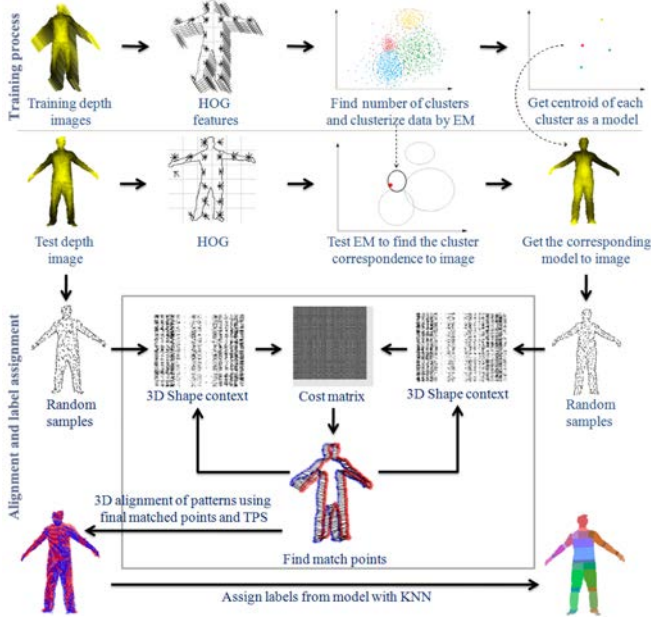 Training process
Training depth
images
HOG
features
Find number of clusters
and clusterize data by EM
Get centroid of each
cluster as a model
Test depth
image
HOG
Test EM to find the cluster
correspondence to image
Get the corresponding
model to image
Alignment and label assignment
Random
samples
3D Shape context
Cost matrix
3D Shape context
Random
samples
3D alignment of patterns using
final matched points and TPS
Find match points
Assign labels from model with KNN